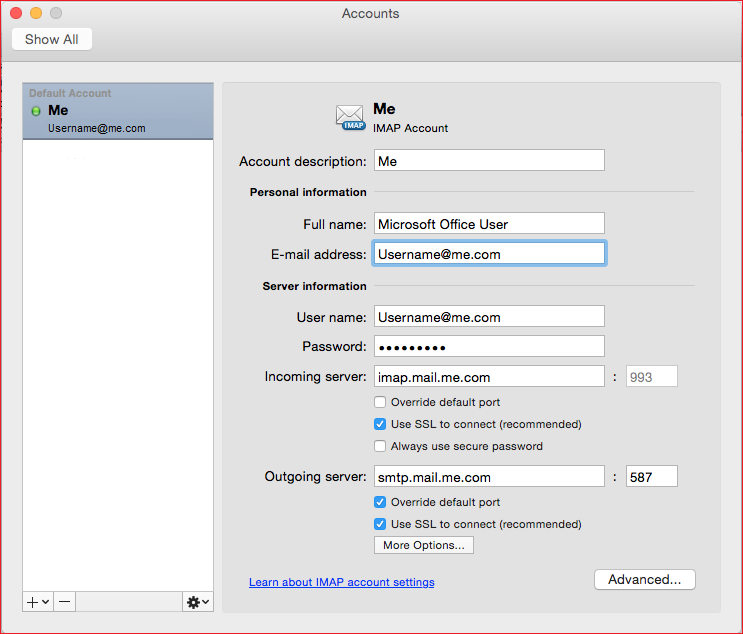 Accounts
Show All
Default Account
Me
Username@me.com
IMAP
Me
IMAP Account
Account description: Me
Personal information
Full name: Microsoft Office User
E-mail address: Username@me.com
Server information
User name: Username@me.com
Password: •••••••••
Incoming server: imap.mail.me.com : 993
Override default port
Use SSL to connect (recommended)
Always use secure password
Outgoing server: smtp.mail.me.com : 587
Override default port
Use SSL to connect (recommended)
More Options...
Learn about IMAP account settings
Advanced...